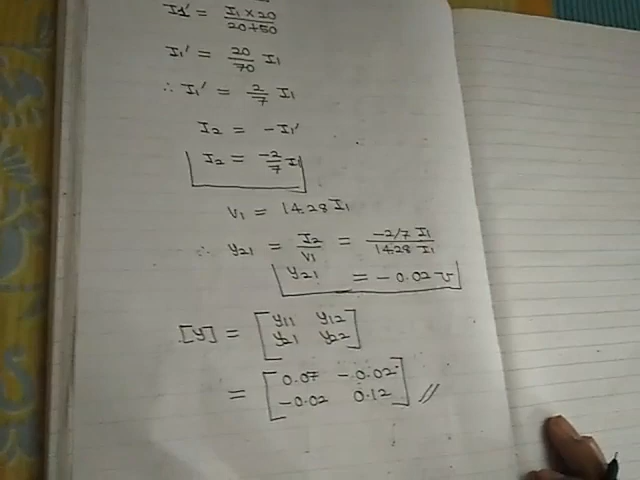 I1' = I1 × 20 / 20+50
I1' = 20/70 I1
∴ I1' = 2/7 I1
I2 = -I1'
I2 = -2/7 I1
V1 = 14.28 I1
∴ y21 = I2/V1 = -2/7 I1 / 14.28 I1
y21 = -0.02 ℧
[Y] = [y11 y12
y21 y22]
= [0.07 -0.02
-0.02 0.12] //